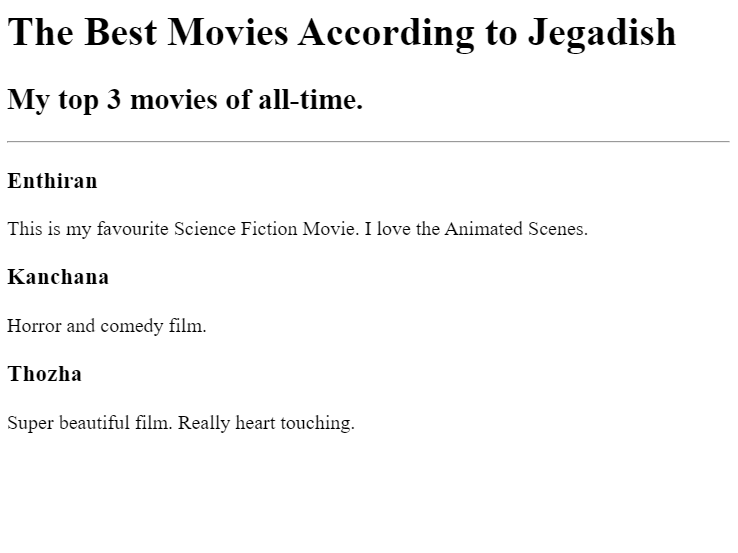 The Best Movies According to Jegadish
My top 3 movies of all-time.
Enthiran
This is my favourite Science Fiction Movie. I love the Animated Scenes.
Kanchana
Horror and comedy film.
Thozha
Super beautiful film. Really heart touching.